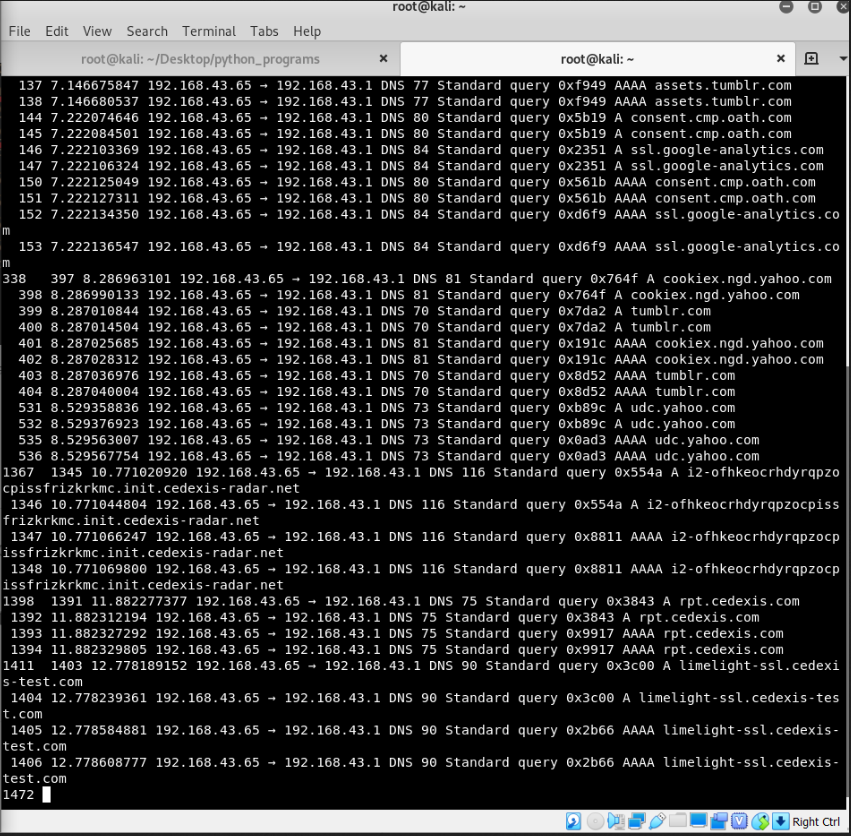 root@kali: ~
File Edit View Search Terminal Tabs Help
root@kali: ~/Desktop/python_programs × root@kali: ~ ×
137 7.146675847 192.168.43.65 → 192.168.43.1 DNS 77 Standard query 0xf949 AAAA assets.tumblr.com
138 7.146680537 192.168.43.65 → 192.168.43.1 DNS 77 Standard query 0xf949 AAAA assets.tumblr.com
144 7.222074646 192.168.43.65 → 192.168.43.1 DNS 80 Standard query 0x5b19 A consent.cmp.oath.com
145 7.222084501 192.168.43.65 → 192.168.43.1 DNS 80 Standard query 0x5b19 A consent.cmp.oath.com
146 7.222103369 192.168.43.65 → 192.168.43.1 DNS 84 Standard query 0x2351 A ssl.google-analytics.com
147 7.222106324 192.168.43.65 → 192.168.43.1 DNS 84 Standard query 0x2351 A ssl.google-analytics.com
150 7.222125049 192.168.43.65 → 192.168.43.1 DNS 80 Standard query 0x561b AAAA consent.cmp.oath.com
151 7.222127311 192.168.43.65 → 192.168.43.1 DNS 80 Standard query 0x561b AAAA consent.cmp.oath.com
152 7.222134350 192.168.43.65 → 192.168.43.1 DNS 84 Standard query 0xd6f9 AAAA ssl.google-analytics.co
m
153 7.222136547 192.168.43.65 → 192.168.43.1 DNS 84 Standard query 0xd6f9 AAAA ssl.google-analytics.co
m
338 397 8.286963101 192.168.43.65 → 192.168.43.1 DNS 81 Standard query 0x764f A cookiex.ngd.yahoo.com
398 8.286990133 192.168.43.65 → 192.168.43.1 DNS 81 Standard query 0x764f A cookiex.ngd.yahoo.com
399 8.287010844 192.168.43.65 → 192.168.43.1 DNS 70 Standard query 0x7da2 A tumblr.com
400 8.287014504 192.168.43.65 → 192.168.43.1 DNS 70 Standard query 0x7da2 A tumblr.com
401 8.287025685 192.168.43.65 → 192.168.43.1 DNS 81 Standard query 0x191c AAAA cookiex.ngd.yahoo.com
402 8.287028312 192.168.43.65 → 192.168.43.1 DNS 81 Standard query 0x191c AAAA cookiex.ngd.yahoo.com
403 8.287036976 192.168.43.65 → 192.168.43.1 DNS 70 Standard query 0x8d52 AAAA tumblr.com
404 8.287040004 192.168.43.65 → 192.168.43.1 DNS 70 Standard query 0x8d52 AAAA tumblr.com
531 8.529358836 192.168.43.65 → 192.168.43.1 DNS 73 Standard query 0xb89c A udc.yahoo.com
532 8.529376923 192.168.43.65 → 192.168.43.1 DNS 73 Standard query 0xb89c A udc.yahoo.com
535 8.529563007 192.168.43.65 → 192.168.43.1 DNS 73 Standard query 0x0ad3 AAAA udc.yahoo.com
536 8.529567754 192.168.43.65 → 192.168.43.1 DNS 73 Standard query 0x0ad3 AAAA udc.yahoo.com
1367 1345 10.771020920 192.168.43.65 → 192.168.43.1 DNS 116 Standard query 0x554a A i2-ofhkeocrhdyrqpzo
cpissfrizkrkmc.init.cedexis-radar.net
1346 10.771044804 192.168.43.65 → 192.168.43.1 DNS 116 Standard query 0x554a A i2-ofhkeocrhdyrqpzocpiss
frizkrkmc.init.cedexis-radar.net
1347 10.771066247 192.168.43.65 → 192.168.43.1 DNS 116 Standard query 0x8811 AAAA i2-ofhkeocrhdyrqpzocp
issfrizkrkmc.init.cedexis-radar.net
1348 10.771069800 192.168.43.65 → 192.168.43.1 DNS 116 Standard query 0x8811 AAAA i2-ofhkeocrhdyrqpzocp
issfrizkrkmc.init.cedexis-radar.net
1398 1391 11.882277377 192.168.43.65 → 192.168.43.1 DNS 75 Standard query 0x3843 A rpt.cedexis.com
1392 11.882312194 192.168.43.65 → 192.168.43.1 DNS 75 Standard query 0x3843 A rpt.cedexis.com
1393 11.882327292 192.168.43.65 → 192.168.43.1 DNS 75 Standard query 0x9917 AAAA rpt.cedexis.com
1394 11.882329805 192.168.43.65 → 192.168.43.1 DNS 75 Standard query 0x9917 AAAA rpt.cedexis.com
1411 1403 12.778189152 192.168.43.65 → 192.168.43.1 DNS 90 Standard query 0x3c00 A limelight-ssl.cedexi
s-test.com
1404 12.778239361 192.168.43.65 → 192.168.43.1 DNS 90 Standard query 0x3c00 A limelight-ssl.cedexis-tes
t.com
1405 12.778584881 192.168.43.65 → 192.168.43.1 DNS 90 Standard query 0x2b66 AAAA limelight-ssl.cedexis-
test.com
1406 12.778608777 192.168.43.65 → 192.168.43.1 DNS 90 Standard query 0x2b66 AAAA limelight-ssl.cedexis-
test.com
1472
Right Ctrl